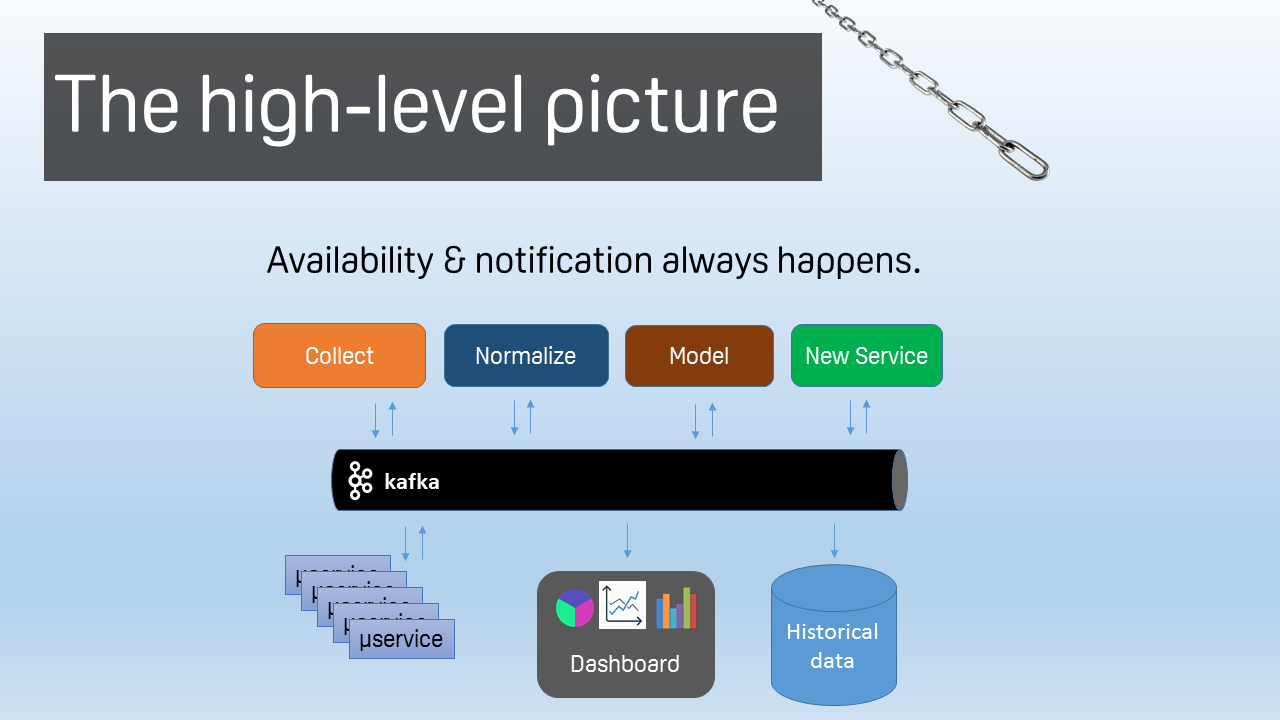 The high-level picture
Availability & notification always happens.
Collect
Normalize
Model
New Service
kafka
µservice
µservice
µservice
µservice
µservice
Dashboard
Historical
data